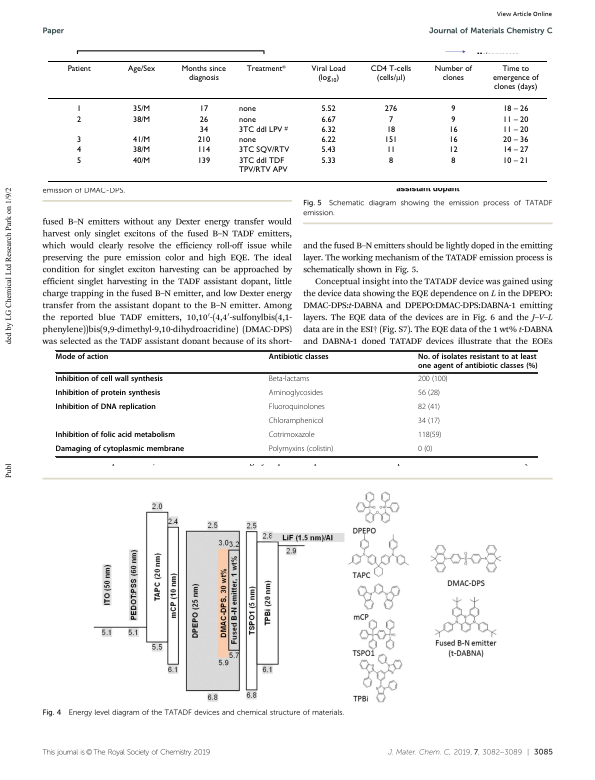 View Article Online
Paper
Journal of Materials Chemistry C
Patient Age/Sex Months since diagnosis Treatment* Viral Load (log10) CD4 T-cells (cells/µl) Number of clones Time to emergence of clones (days)
1 35/M 17 none 5.52 276 9 18 – 26
2 38/M 26 none 6.67 7 9 11 – 20
34 3TC ddI LPV # 6.32 18 16 11 – 20
3 41/M 210 none 6.22 151 16 20 – 36
4 38/M 114 3TC SQV/RTV 5.43 11 12 14 – 27
5 40/M 139 3TC ddI TDF 5.33 8 8 10 – 21
TPV/RTV APV
emission of DMAC-DPS.
assistant dopant
Fig. 5 Schematic diagram showing the emission process of TATADF
emission.
fused B–N emitters without any Dexter energy transfer would
harvest only singlet excitons of the fused B–N TADF emitters,
which would clearly resolve the efficiency roll-off issue while
preserving the pure emission color and high EQE. The ideal
condition for singlet exciton harvesting can be approached by
efficient singlet harvesting in the TADF assistant dopant, little
charge trapping in the fused B–N emitter, and low Dexter energy
transfer from the assistant dopant to the B–N emitter. Among
the reported blue TADF emitters, 10,10′-(4,4′-sulfonylbis(4,1-
phenylene))bis(9,9-dimethyl-9,10-dihydroacridine) (DMAC-DPS)
was selected as the TADF assistant dopant because of its short-
and the fused B–N emitters should be lightly doped in the emitting
layer. The working mechanism of the TATADF emission process is
schematically shown in Fig. 5.
Conceptual insight into the TATADF device was gained using
the device data showing the EQE dependence on L in the DPEPO:
DMAC-DPS:t-DABNA and DPEPO:DMAC-DPS:DABNA-1 emitting
layers. The EQE data of the devices are in Fig. 6 and the J–V–L
data are in the ESI† (Fig. S7). The EQE data of the 1 wt% t-DABNA
and DABNA-1 doped TATADF devices illustrate that the EQEs
Mode of action Antibiotic classes No. of isolates resistant to at least
one agent of antibiotic classes (%)
Inhibition of cell wall synthesis Beta-lactams 200 (100)
Inhibition of protein synthesis Aminoglycosides 56 (28)
Inhibition of DNA replication Fluoroquinolones 82 (41)
Chloramphenicol 34 (17)
Inhibition of folic acid metabolism Cotrimoxazole 118(59)
Damaging of cytoplasmic membrane Polymyxins (colistin) 0 (0)
ded by LG Chemical Ltd Research Park on 1/9/2
Publ
ITO (50 nm)
5.1
PEDOT:PSS (60 nm)
5.1
2.0
TAPC (20 nm)
5.5
2.4
mCP (10 nm)
6.1
2.5
DPEPO (25 nm)
6.8
3.0
DMAC-DPS, 30 wt%
5.9
3.2
Fused B-N emitter, 1 wt%
5.7
2.5
TSPO1 (5 nm)
6.8
2.8
TPBi (20 nm)
6.1
LiF (1.5 nm)/Al
2.9
DPEPO
TAPC
mCP
TSPO1
TPBi
DMAC-DPS
Fused B-N emitter
(t-DABNA)
Fig. 4 Energy level diagram of the TATADF devices and chemical structure of materials.
This journal is © The Royal Society of Chemistry 2019
J. Mater. Chem. C, 2019, 7, 3082–3089 | 3085